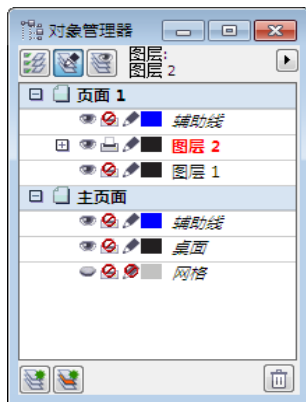 对象管理器
图层:
图层 2
页面 1
辅助线
图层 2
图层 1
主页面
辅助线
桌面
网格